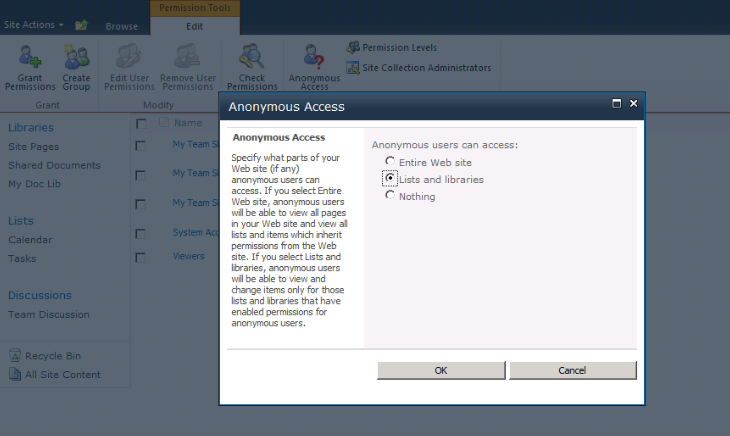 Permission Tools
Site Actions
Browse
Edit
Grant Permissions
Create Group
Edit User Permissions
Remove User Permissions
Check Permissions
Anonymous Access
Permission Levels
Site Collection Administrators
Grant
Modify
Libraries
Site Pages
Shared Documents
My Doc Lib
Lists
Calendar
Tasks
Discussions
Team Discussion
Recycle Bin
All Site Content
Name
My Team
My Team
My Team
System
Viewers
Anonymous Access
Anonymous Access
Specify what parts of your
Web site (if any)
anonymous users can
access. If you select Entire
Web site, anonymous users
will be able to view all pages
in your Web site and view all
lists and items which inherit
permissions from the Web
site. If you select Lists and
libraries, anonymous users
will be able to view and
change items only for those
lists and libraries that have
enabled permissions for
anonymous users.
Anonymous users can access:
Entire Web site
Lists and libraries
Nothing
OK
Cancel